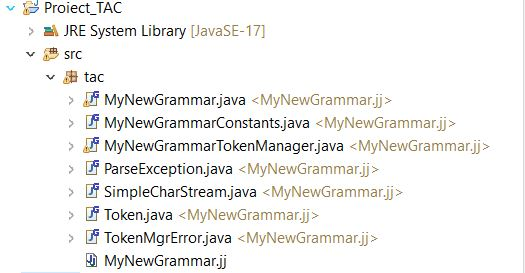 Project_TAC
JRE System Library [JavaSE-17]
src
tac
MyNewGrammar.java <MyNewGrammar.jj>
MyNewGrammarConstants.java <MyNewGrammar.jj>
MyNewGrammarTokenManager.java <MyNewGrammar.jj>
ParseException.java <MyNewGrammar.jj>
SimpleCharStream.java <MyNewGrammar.jj>
Token.java <MyNewGrammar.jj>
TokenMgrError.java <MyNewGrammar.jj>
MyNewGrammar.jj